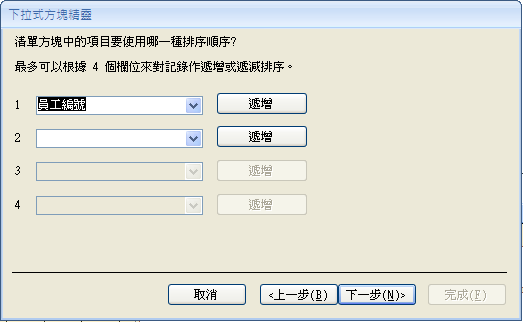 下拉式方塊精靈
清單方塊中的項目要使用哪一種排序順序?
最多可以根據 4 個欄位來對記錄作遞增或遞減排序。
1 員工編號 遞增
2 遞增
3 遞增
4 遞增
取消 <上一步(B) 下一步(N)> 完成(F)